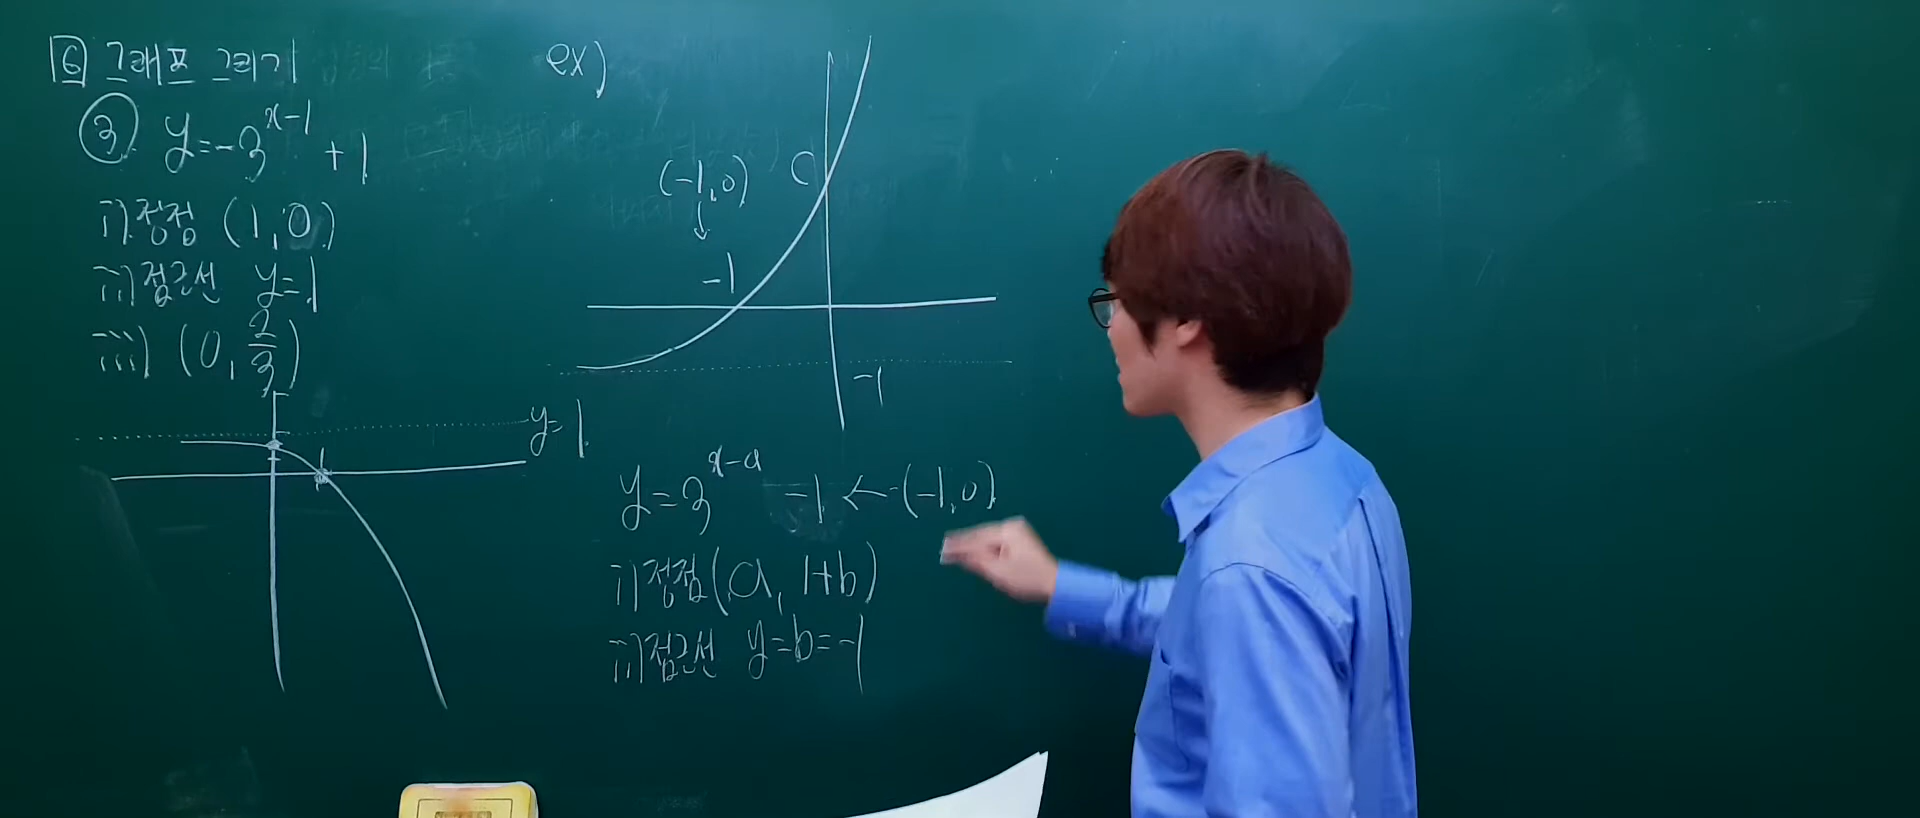 6 그래프 그리기
③ y=-3^{x-1}+1
i) 정점 (1,0)
ii) 점근선 y=1
iii) (0, 2/3)
y=1
1
ex)
(-1,0)
↓
C
-1
-1
y=3^{x-a} -1 ← (-1,0)
i) 정점 (a, 1+b)
ii) 점근선 y=b=-1